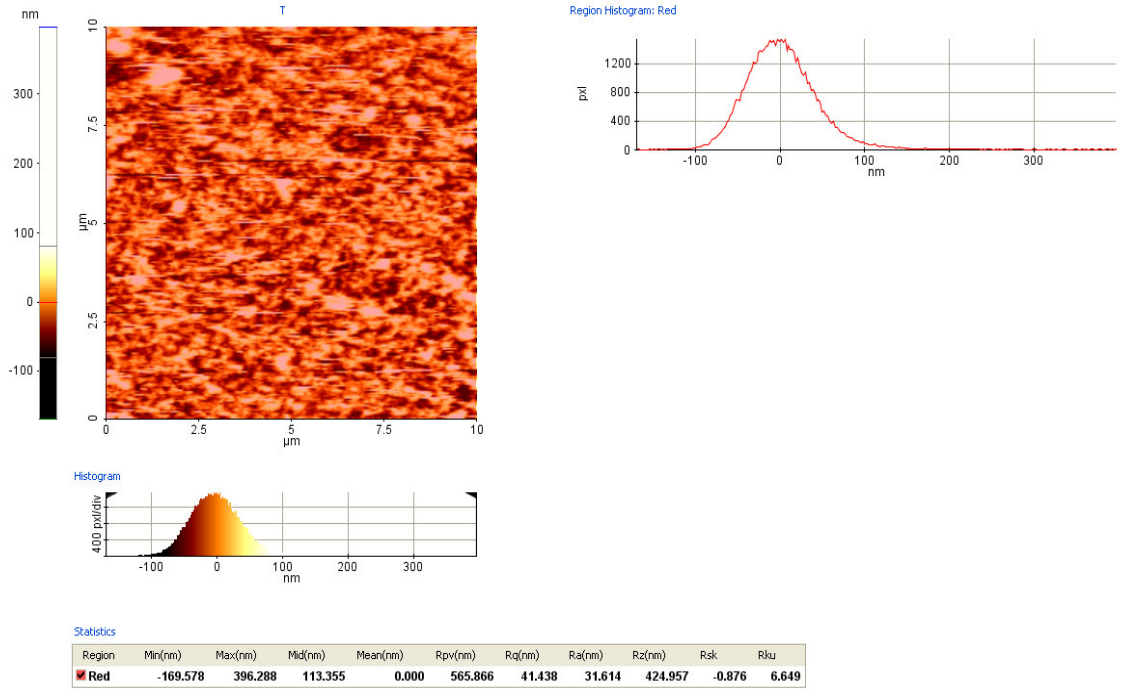 nm
T
Region Histogram: Red
300
200
100
0
-100
10
7.5
5
2.5
0
µm
0 2.5 5 7.5 10
µm
1200
800
400
0
pxl
-100 0 100 200 300
nm
Histogram
400 pxl/div
-100 0 100 200 300
nm
Statistics
Region Min(nm) Max(nm) Mid(nm) Mean(nm) Rpv(nm) Rq(nm) Ra(nm) Rz(nm) Rsk Rku
Red -169.578 396.288 113.355 0.000 565.866 41.438 31.614 424.957 -0.876 6.649